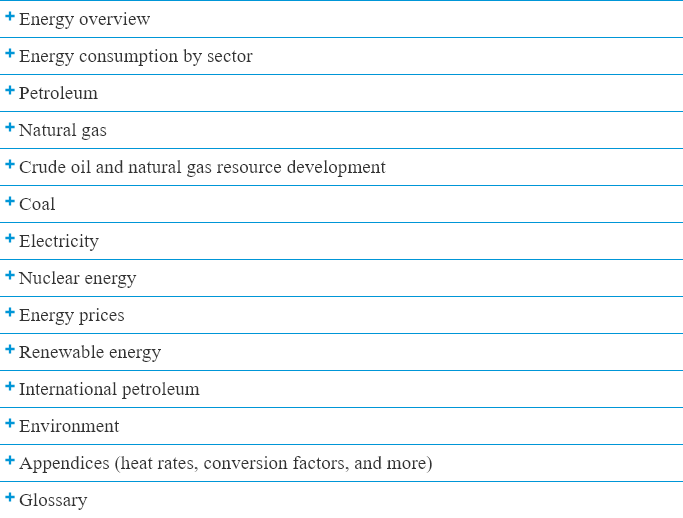 Energy overview
Energy consumption by sector
Petroleum
Natural gas
Crude oil and natural gas resource development
Coal
Electricity
Nuclear energy
Energy prices
Renewable energy
International petroleum
Environment
Appendices (heat rates, conversion factors, and more)
Glossary